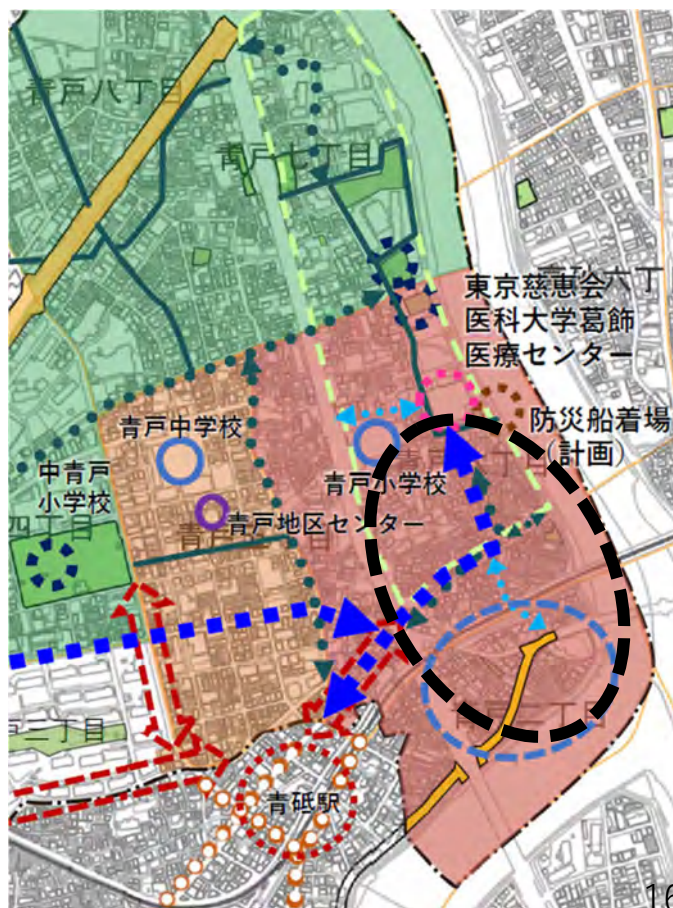 青戸八丁目
青戸七丁目
東京慈恵会
医科大学葛飾
医療センター
青戸中学校
防災船着場
(計画)
中青戸
小学校
青戸小学校
青戸地区センター
四丁目
戸三丁目
青砥駅
16